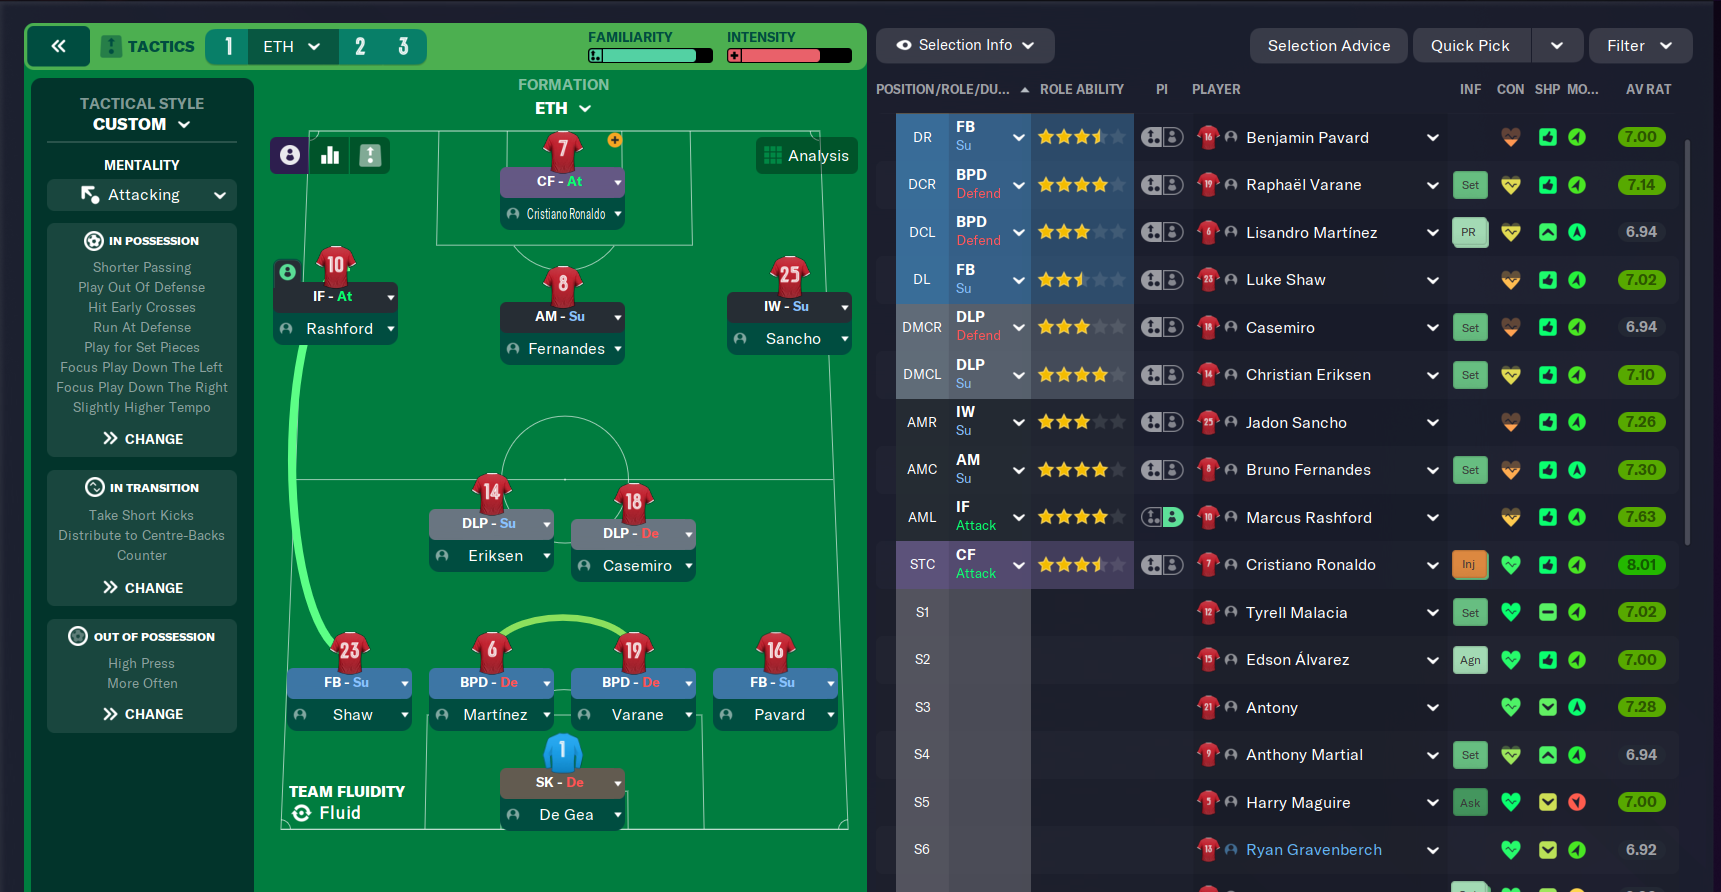 TACTICS
1
ETH
2
3
FAMILIARITY
INTENSITY
TACTICAL STYLE
CUSTOM
MENTALITY
Attacking
IN POSSESSION
Shorter Passing
Play Out Of Defense
Hit Early Crosses
Run At Defense
Play for Set Pieces
Focus Play Down The Left
Focus Play Down The Right
Slightly Higher Tempo
CHANGE
IN TRANSITION
Take Short Kicks
Distribute to Centre-Backs
Counter
CHANGE
OUT OF POSSESSION
High Press
More Often
CHANGE
FORMATION
ETH
Analysis
7
CF - At
Cristiano Ronaldo
10
IF - At
Rashford
8
AM - Su
Fernandes
25
IW - Su
Sancho
14
DLP - Su
Eriksen
18
DLP - De
Casemiro
23
FB - Su
Shaw
6
BPD - De
Martínez
19
BPD - De
Varane
16
FB - Su
Pavard
1
SK - De
De Gea
TEAM FLUIDITY
Fluid
Selection Info
Selection Advice
Quick Pick
Filter
POSITION/ROLE/DU... ROLE ABILITY PI PLAYER INF CON SHP MO... AV RAT
DR FB Su 16 Benjamin Pavard 7.00
DCR BPD Defend 19 Raphaël Varane Set 7.14
DCL BPD Defend 6 Lisandro Martínez PR 6.94
DL FB Su 23 Luke Shaw 7.02
DMCR DLP Defend 18 Casemiro Set 6.94
DMCL DLP Su 14 Christian Eriksen Set 7.10
AMR IW Su 25 Jadon Sancho 7.26
AMC AM Su 8 Bruno Fernandes Set 7.30
AML IF Attack 10 Marcus Rashford 7.63
STC CF Attack 7 Cristiano Ronaldo Inj 8.01
S1 12 Tyrell Malacia Set 7.02
S2 15 Edson Álvarez Agn 7.00
S3 21 Antony 7.28
S4 9 Anthony Martial Set 6.94
S5 5 Harry Maguire Ask 7.00
S6 13 Ryan Gravenberch 6.92